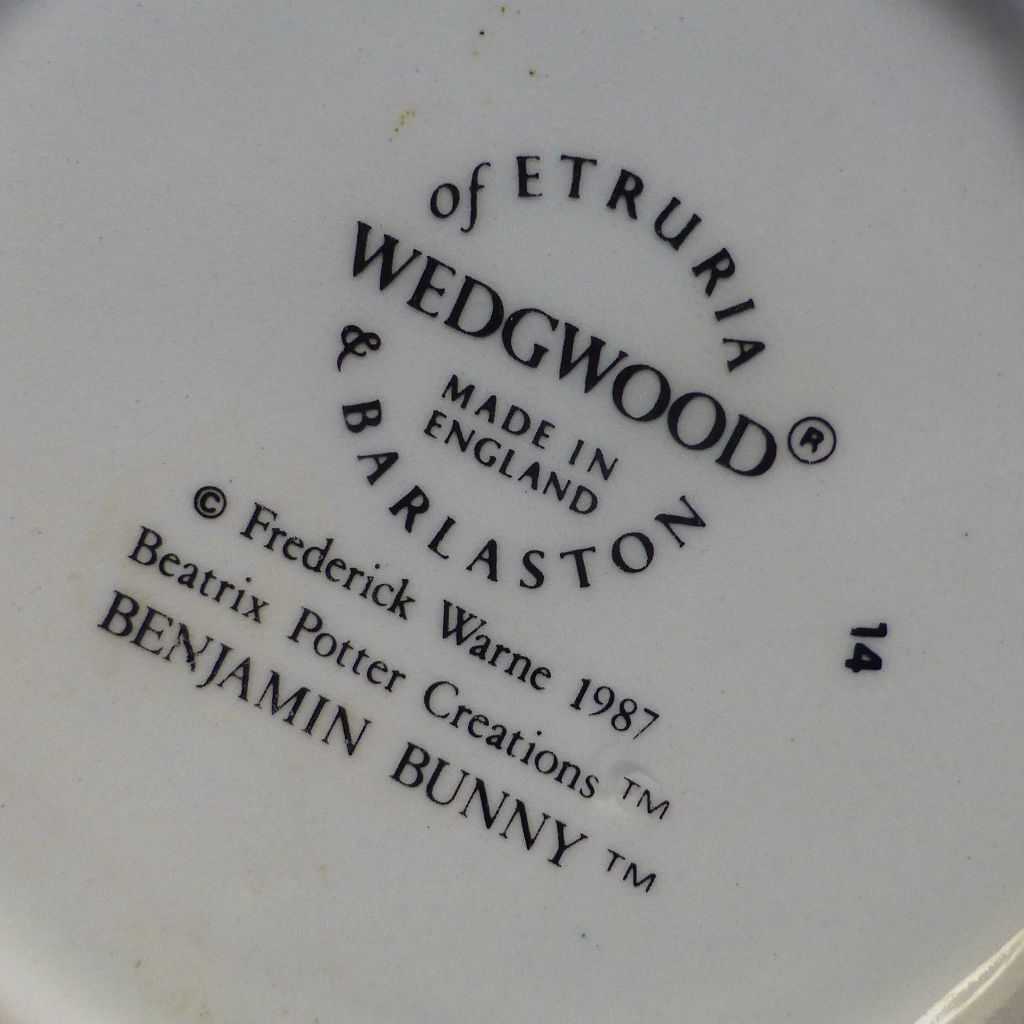 of ETRURIA
WEDGWOOD®
MADE IN
ENGLAND
& BARLASTON
© Frederick Warne 1987
Beatrix Potter Creations ™
BENJAMIN BUNNY ™
14